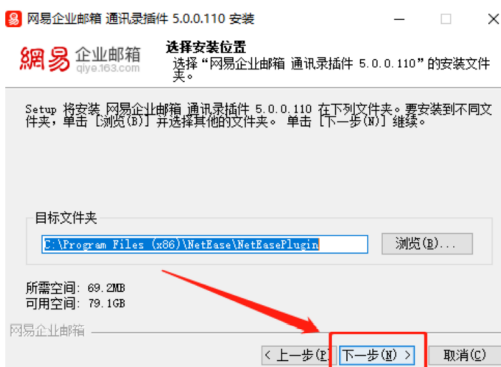 网易企业邮箱 通讯录插件 5.0.0.110 安装
網易 企业邮箱
qiye.163.com
选择安装位置
选择“网易企业邮箱 通讯录插件 5.0.0.110”的安装文件
夹。
Setup 将安装 网易企业邮箱 通讯录插件 5.0.0.110 在下列文件夹。要安装到不同文
件夹，单击 [浏览(B)] 并选择其他的文件夹。 单击 [下一步(N)] 继续。
目标文件夹
C:\Program Files (x86)\NetEase\NetEasePlugin
浏览(B)...
所需空间: 69.2MB
可用空间: 79.1GB
网易企业邮箱
< 上一步(P) 下一步(N) > 取消(C)